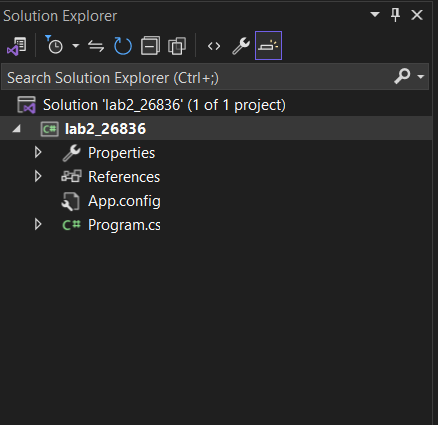 Solution Explorer
Search Solution Explorer (Ctrl+;)
Solution 'lab2_26836' (1 of 1 project)
C# lab2_26836
Properties
References
App.config
C# Program.cs